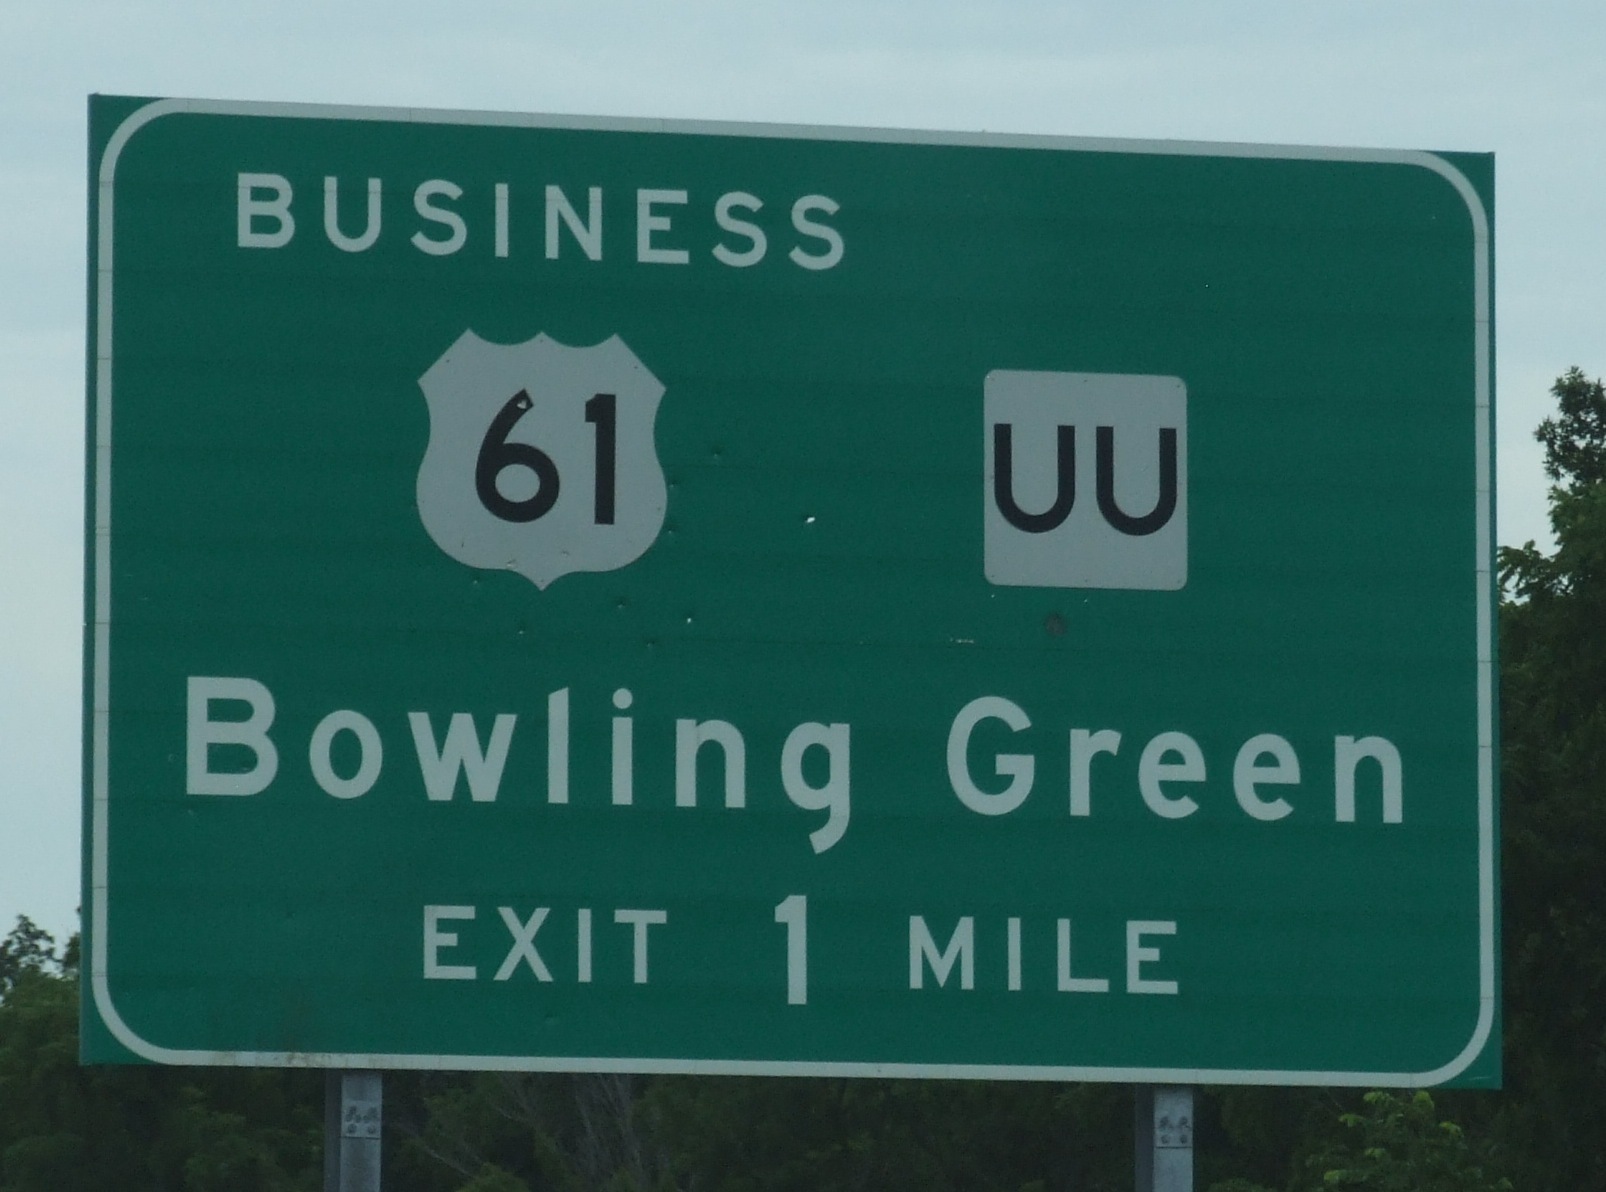 BUSINESS
61 UU
Bowling Green
EXIT 1 MILE